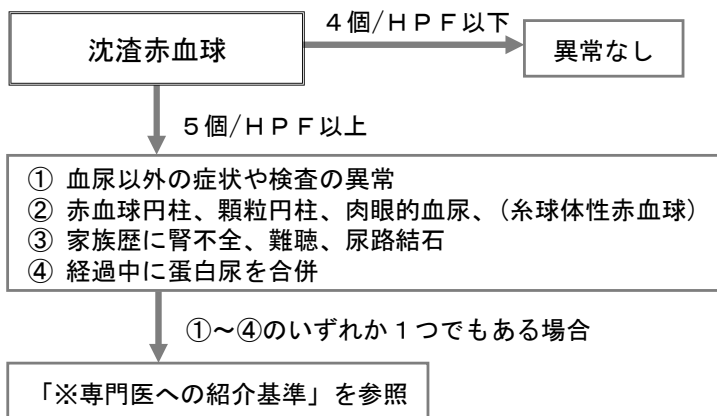 沈渣赤血球
4個/HPF以下
異常なし
5個/HPF以上
① 血尿以外の症状や検査の異常
② 赤血球円柱、顆粒円柱、肉眼的血尿、(糸球体性赤血球)
③ 家族歴に腎不全、難聴、尿路結石
④ 経過中に蛋白尿を合併
①~④のいずれか1つでもある場合
「※専門医への紹介基準」を参照